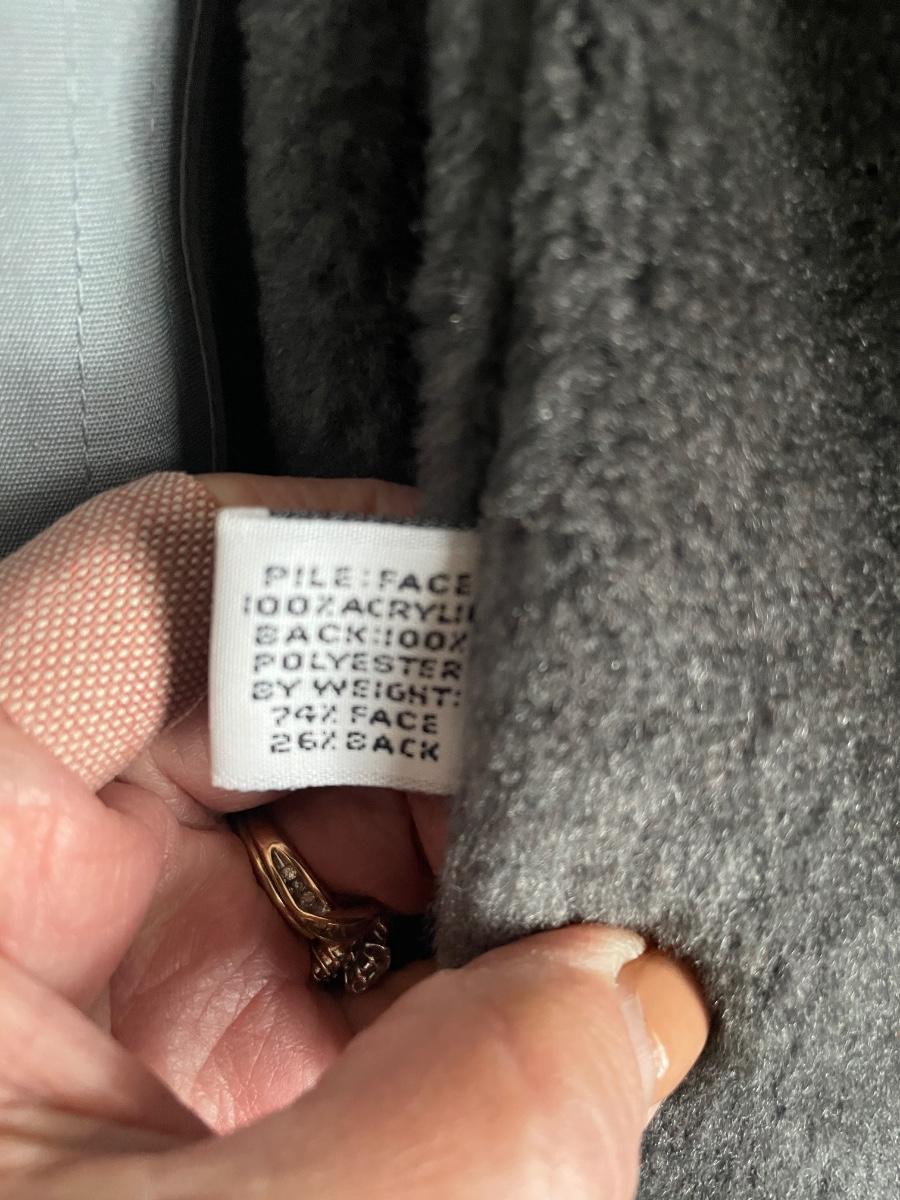 PILE:FACE
100%ACRYLI
BACK:100%
POLYESTER
BY WEIGHT:
74% FACE
26% BACK